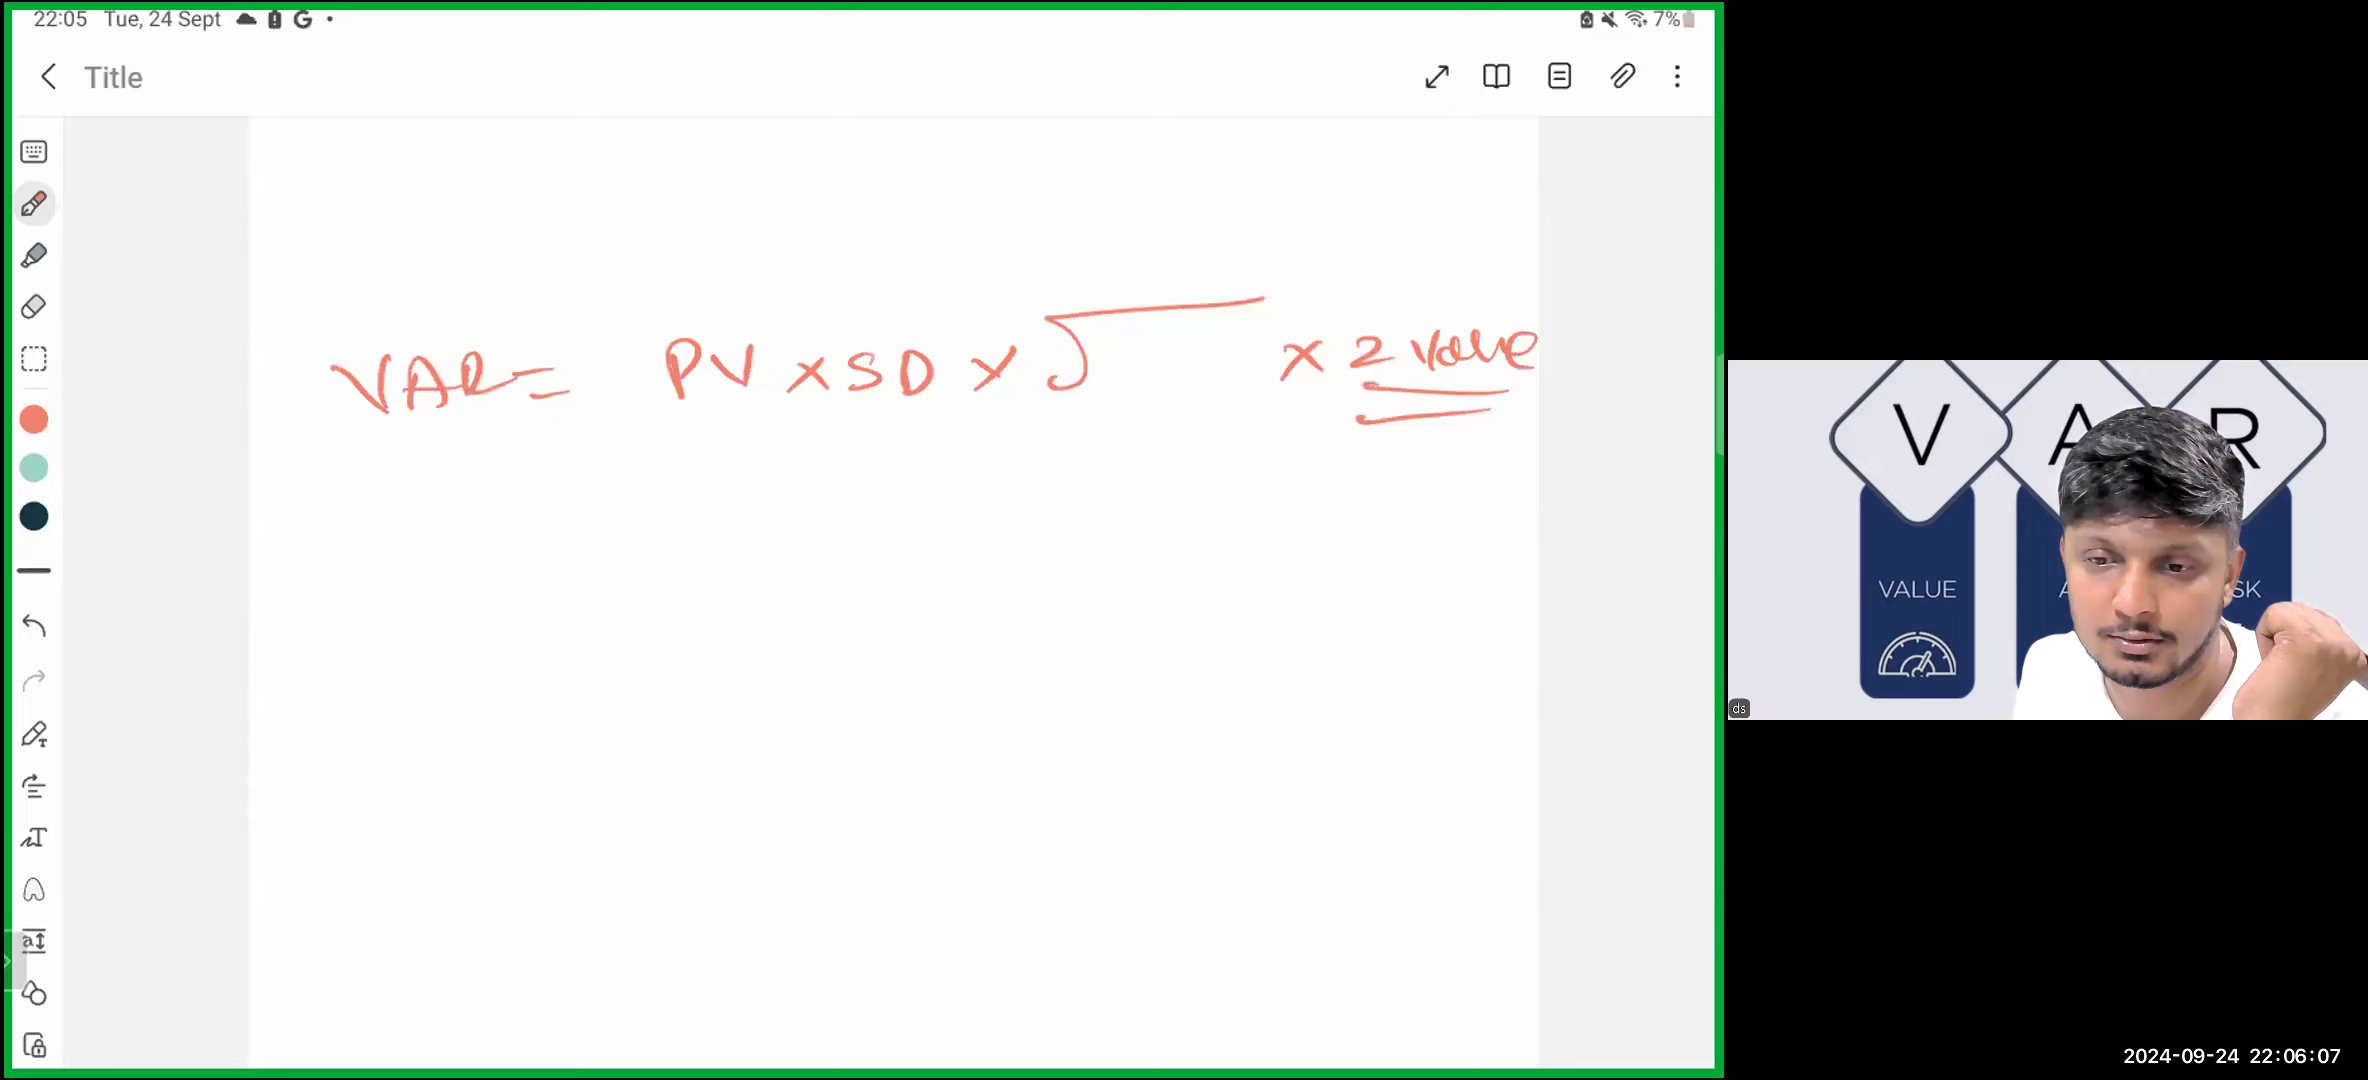 22:05 Tue, 24 Sept G 7%
Title
VAR = PV × SD × √ × Z Value
V A R
VALUE A SK
ds
2024-09-24 22:06:07